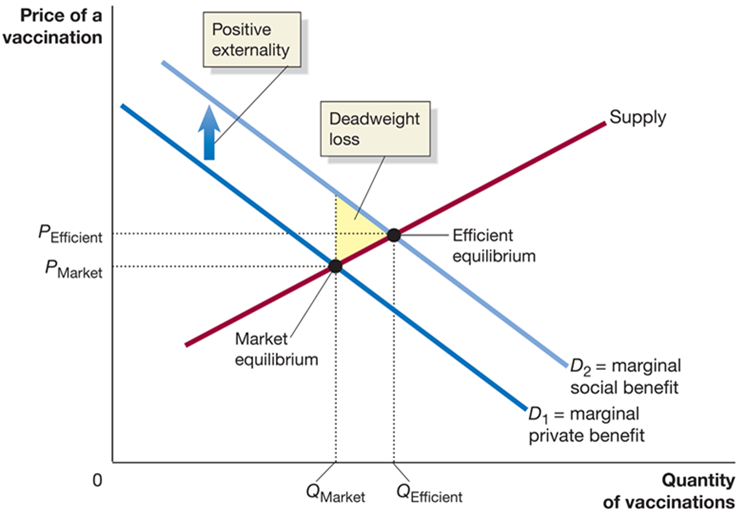 Price of a
vaccination
Positive
externality
Deadweight
loss
Supply
PEfficient
Efficient
equilibrium
PMarket
Market
equilibrium
D2 = marginal
social benefit
D1 = marginal
private benefit
0
QMarket
QEfficient
Quantity
of vaccinations